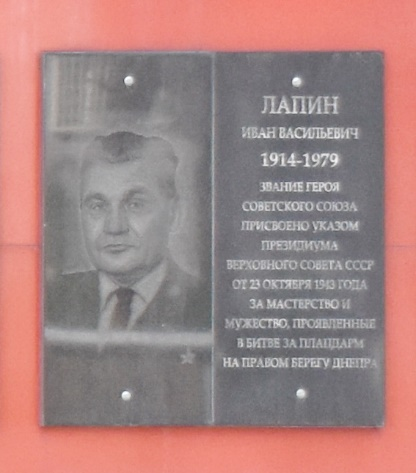 ЛАПИН
ИВАН ВАСИЛЬЕВИЧ
1914-1979
ЗВАНИЕ ГЕРОЯ
СОВЕТСКОГО СОЮЗА
ПРИСВОЕНО УКАЗОМ
ПРЕЗИДИУМА
ВЕРХОВНОГО СОВЕТА СССР
ОТ 23 ОКТЯБРЯ 1943 ГОДА
ЗА МАСТЕРСТВО И
МУЖЕСТВО, ПРОЯВЛЕННЫЕ
В БИТВЕ ЗА ПЛАЦДАРМ
НА ПРАВОМ БЕРЕГУ ДНЕПРА